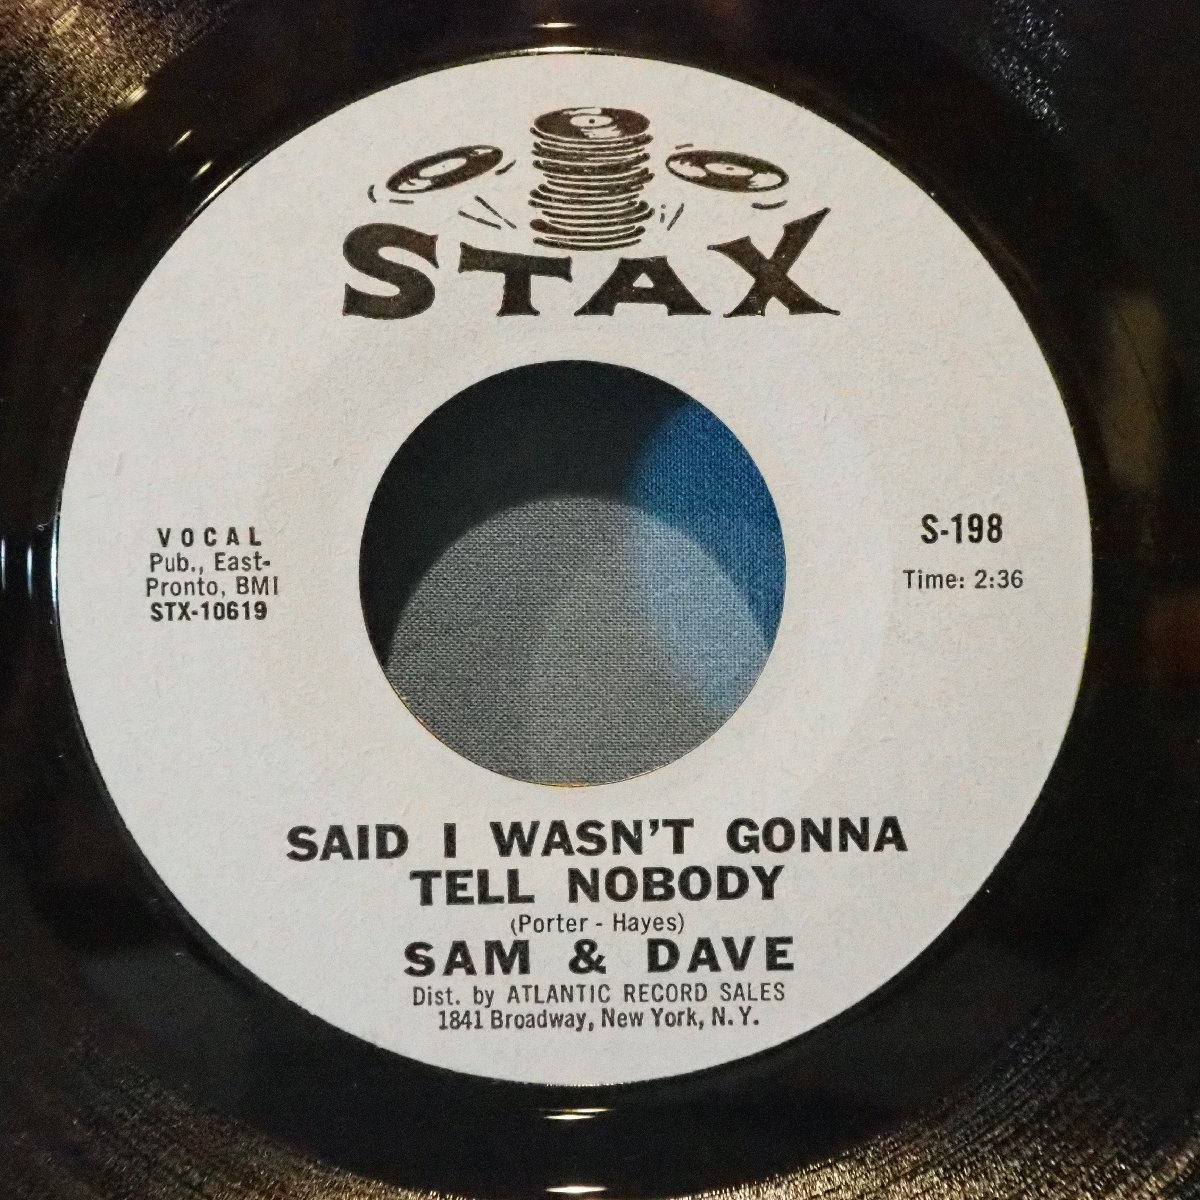 STAX
VOCAL
Pub., East-
Pronto, BMI
STX-10619
S-198
Time: 2:36
SAID I WASN'T GONNA
TELL NOBODY
(Porter - Hayes)
SAM & DAVE
Dist. by ATLANTIC RECORD SALES
1841 Broadway, New York, N. Y.